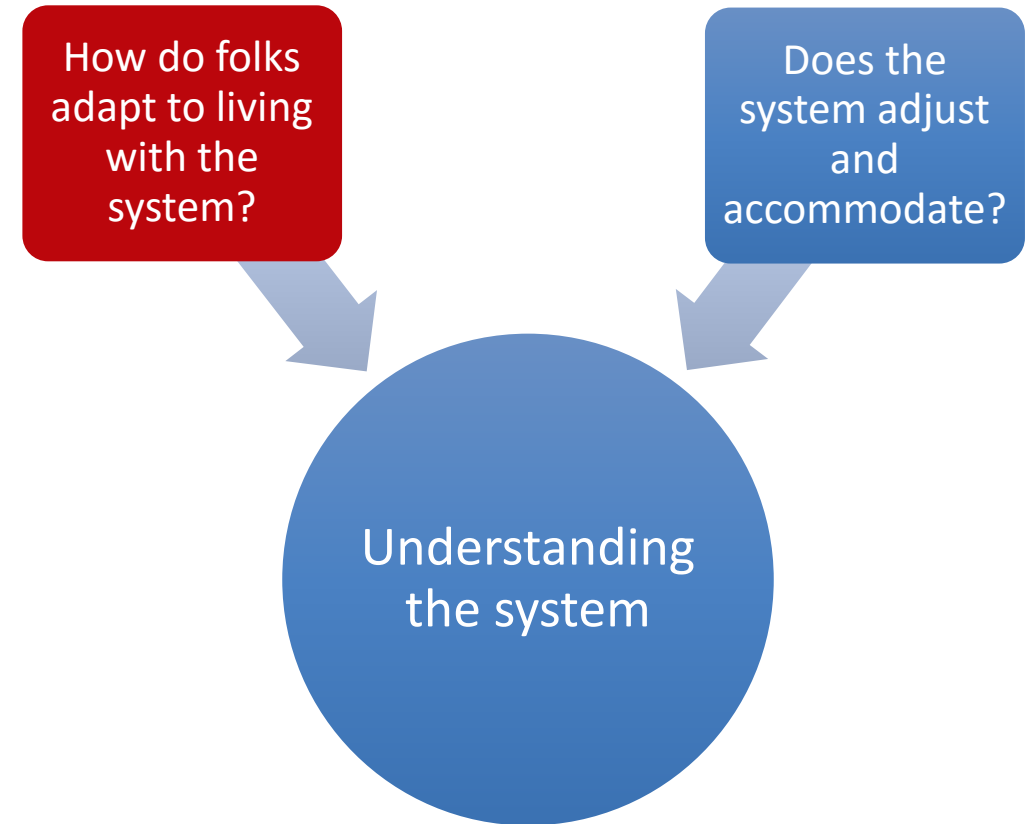 How do folks
adapt to living
with the
system?
Does the
system adjust
and
accommodate?
Understanding
the system